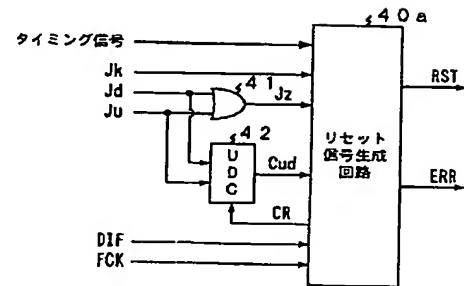 40a
タイミング信号
Jk
Jd
Ju
41
Jz
42
UDC
Cud
CR
DIF
FCK
リセット
信号生成
回路
RST
ERR